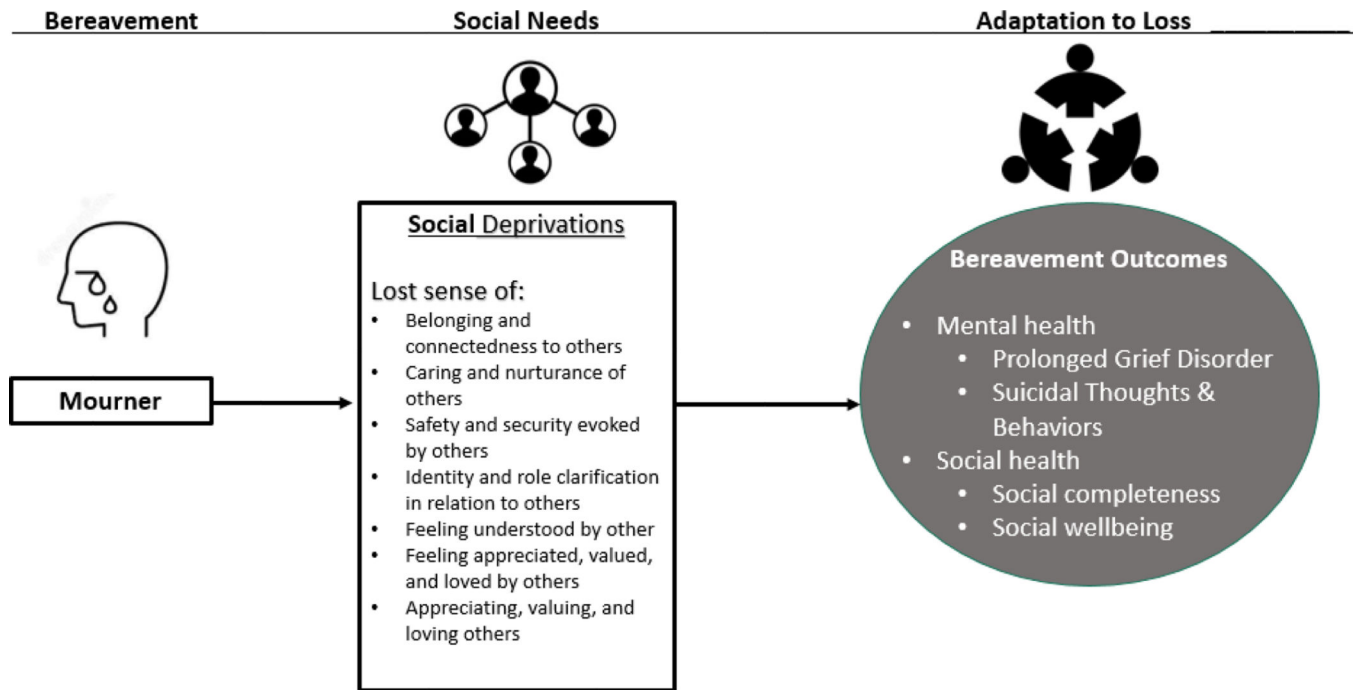 Bereavement
Social Needs
Adaptation to Loss
Mourner
Social Deprivations
Lost sense of:
• Belonging and
connectedness to others
• Caring and nurturance of
others
• Safety and security evoked
by others
• Identity and role clarification
in relation to others
• Feeling understood by other
• Feeling appreciated, valued,
and loved by others
• Appreciating, valuing, and
loving others
Bereavement Outcomes
• Mental health
• Prolonged Grief Disorder
• Suicidal Thoughts &
Behaviors
• Social health
• Social completeness
• Social wellbeing